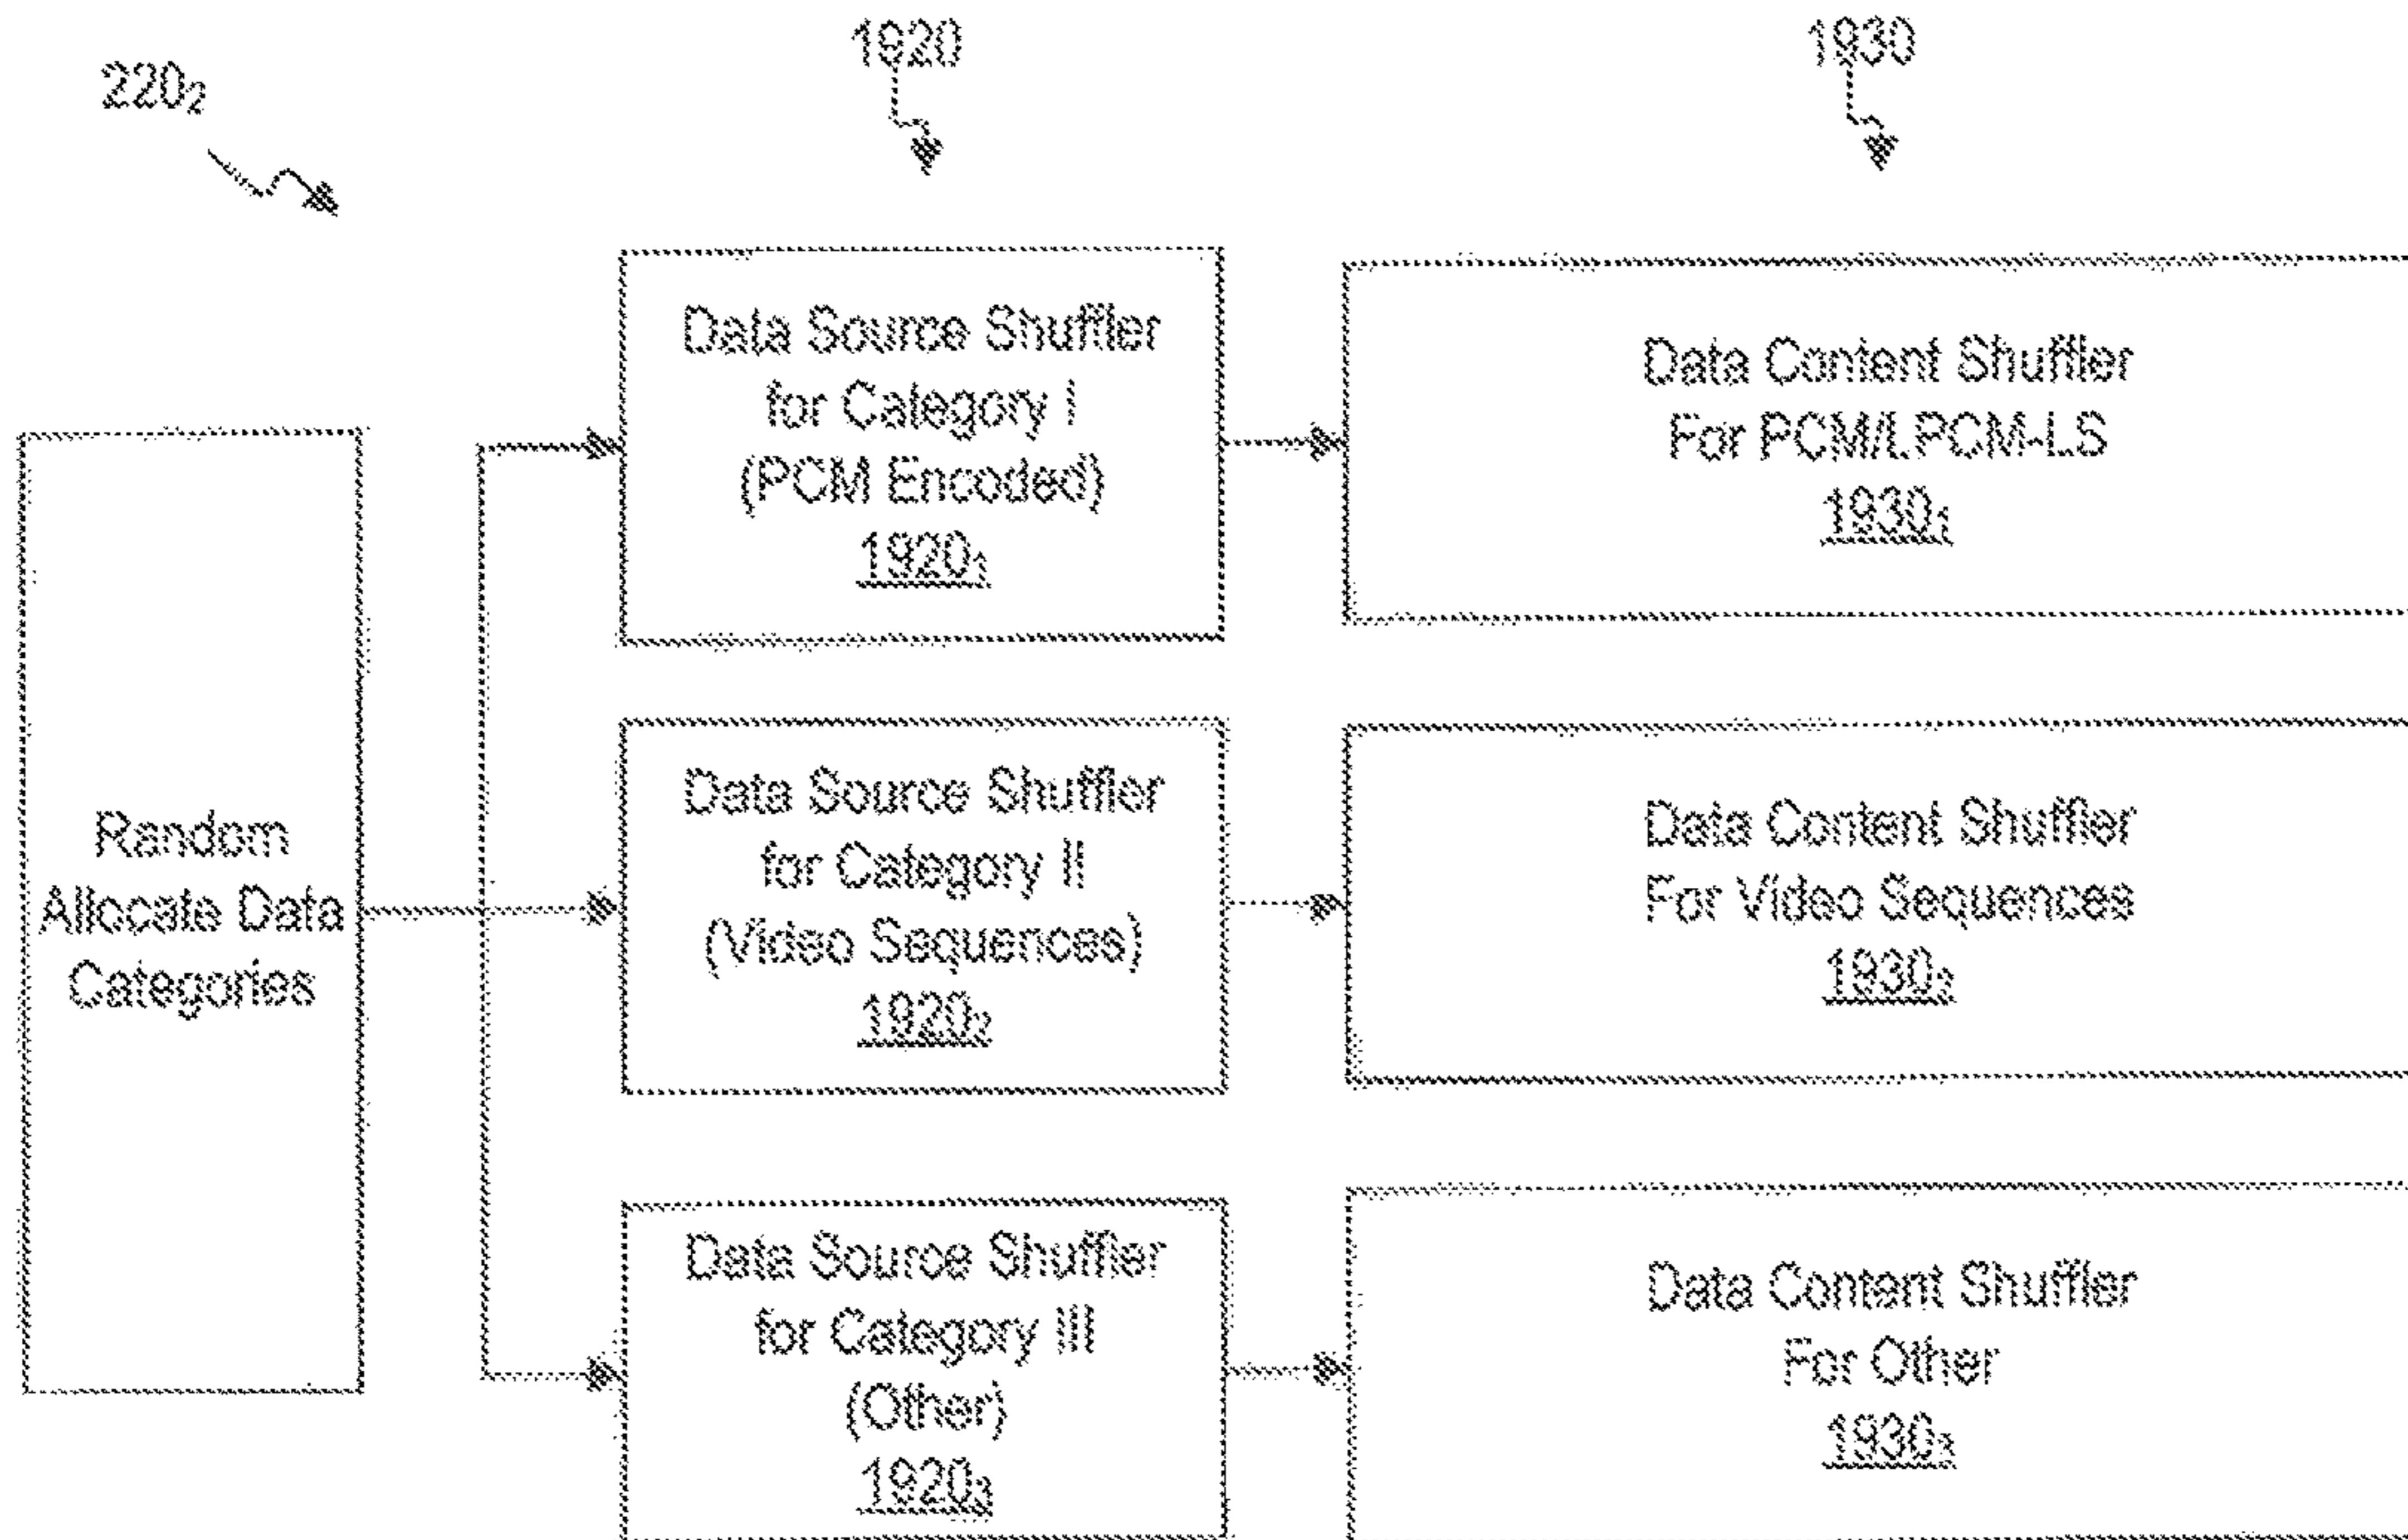 220₂
1920
1930
Random
Allocate Data
Categories
Data Source Shuffler
for Category I
(PCM Encoded)
1920₁
Data Content Shuffler
For PCM/LPCM-LS
1930₁
Data Source Shuffler
for Category II
(Video Sequences)
1920₂
Data Content Shuffler
For Video Sequences
1930₂
Data Source Shuffler
for Category III
(Other)
1920₃
Data Content Shuffler
For Other
1930₃